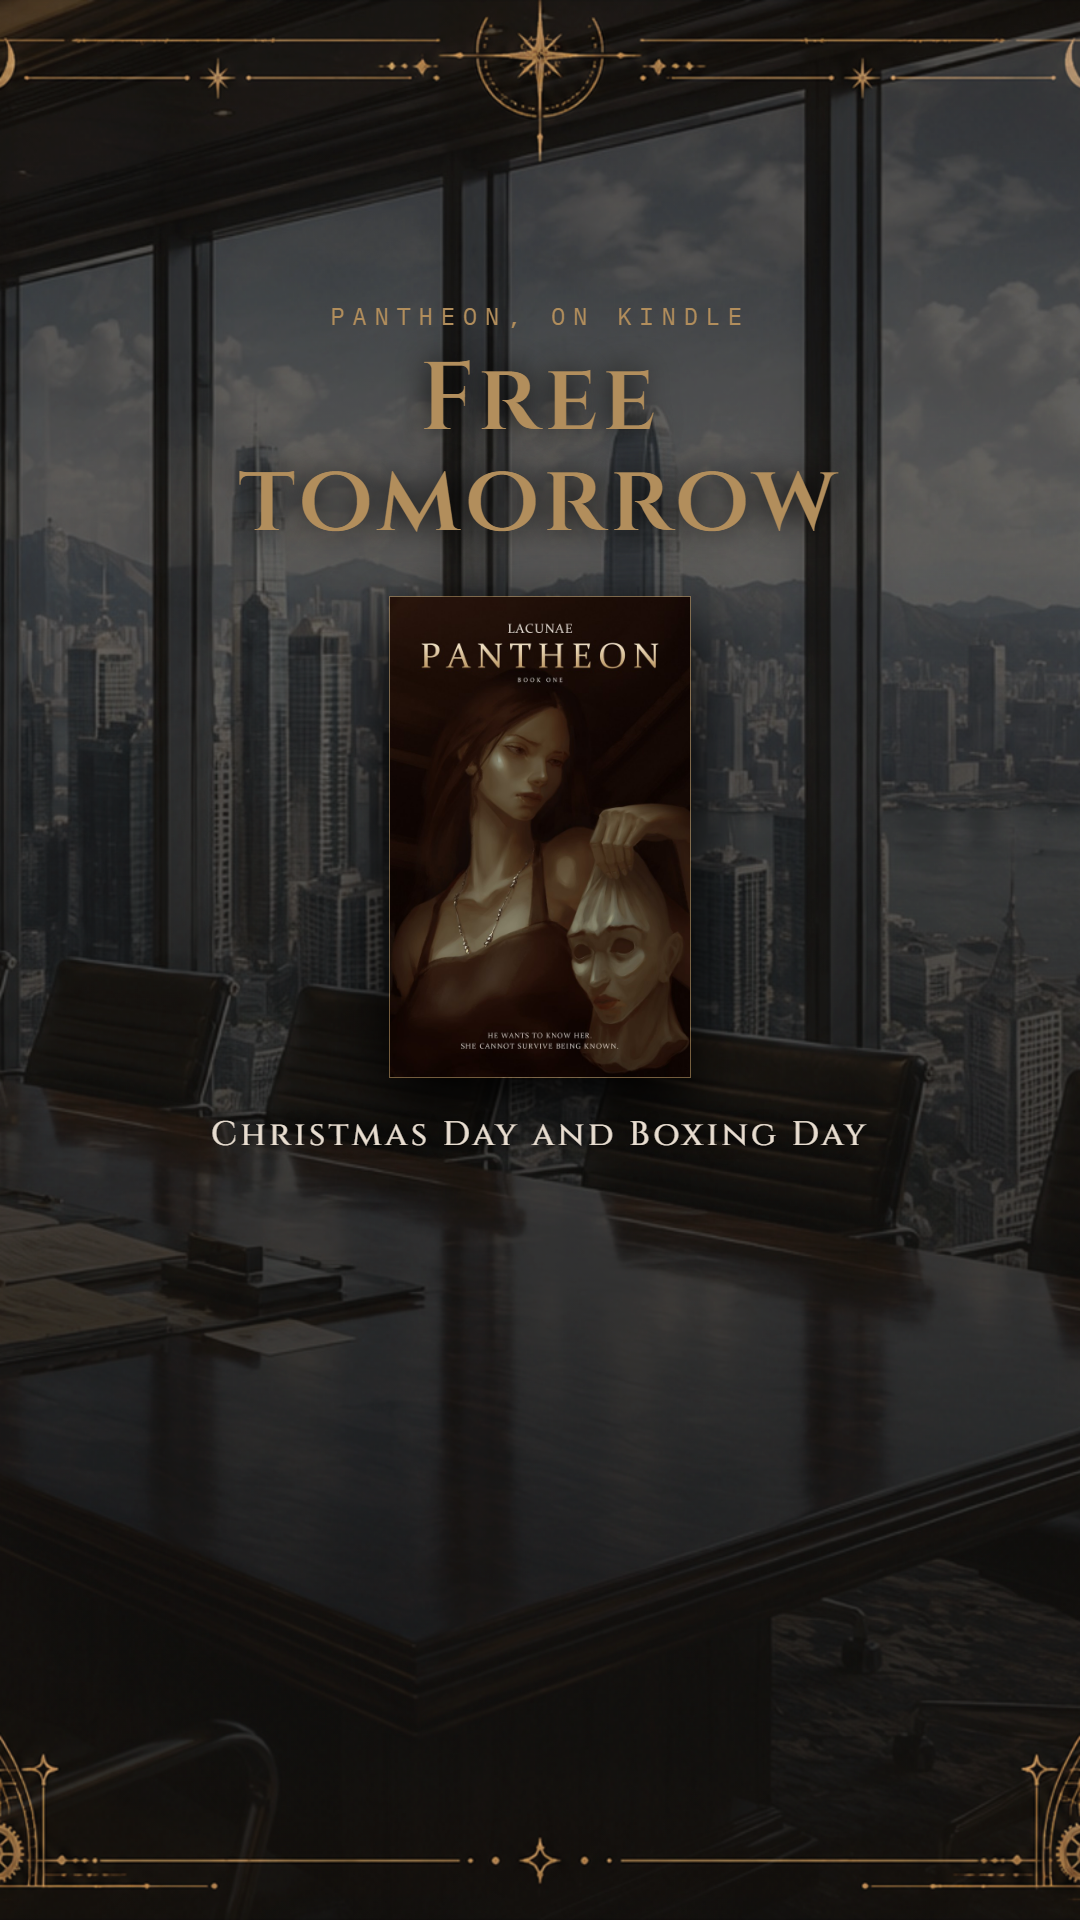 PANTHEON, ON KINDLE
FREE
TOMORROW
LACUNAE
PANTHEON
BOOK ONE
HE WANTS TO KNOW HER.
SHE CANNOT SURVIVE BEING KNOWN.
CHRISTMAS DAY AND BOXING DAY